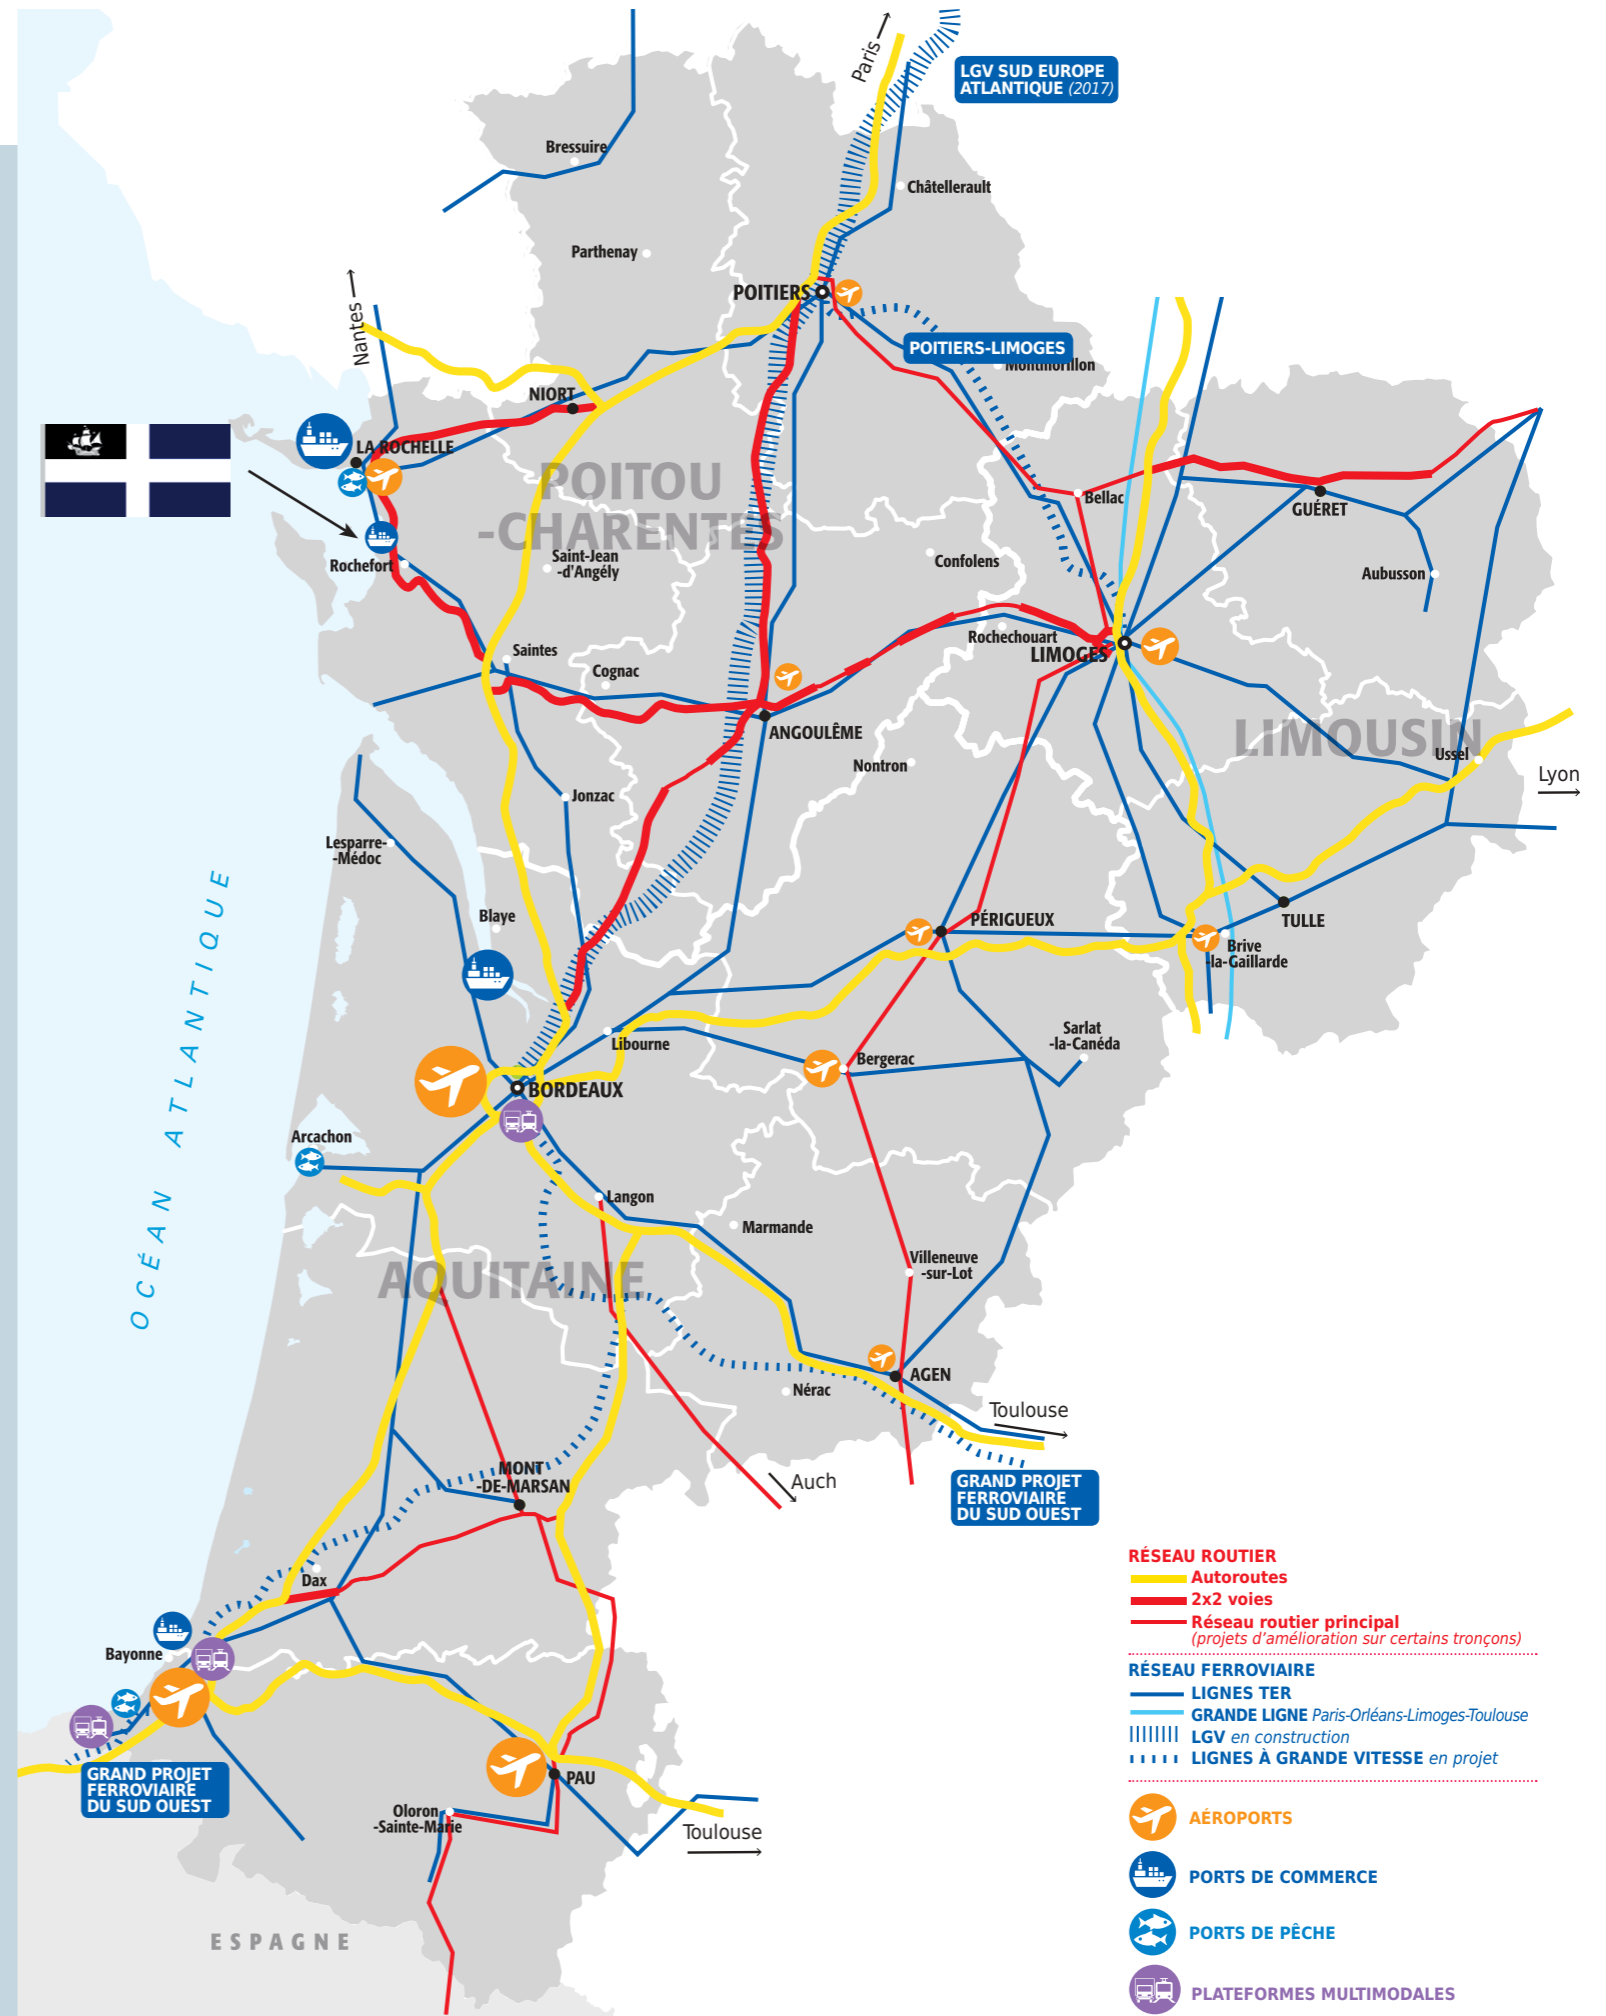 Paris
LGV SUD EUROPE
ATLANTIQUE (2017)
Bressuire
Châtellerault
Parthenay
POITIERS
Nantes
POITIERS-LIMOGES
Montmorillon
NIORT
LA ROCHELLE
POITOU
-CHARENTES
Bellac
GUÉRET
Saint-Jean
-d'Angély
Confolens
Rochefort
Aubusson
Rochechouart
LIMOGES
Saintes
Cognac
ANGOULÊME
LIMOUSIN
Ussel
Nontron
Lyon
Jonzac
Lesparre-
-Médoc
OCÉAN ATLANTIQUE
Blaye
PÉRIGUEUX
TULLE
Brive
-la-Gaillarde
Libourne
Sarlat
-la-Canéda
Bergerac
BORDEAUX
Arcachon
Langon
Marmande
Villeneuve
-sur-Lot
AQUITAINE
AGEN
Nérac
Toulouse
MONT
-DE-MARSAN
Auch
GRAND PROJET
FERROVIAIRE
DU SUD OUEST
Dax
Bayonne
GRAND PROJET
FERROVIAIRE
DU SUD OUEST
PAU
Oloron
-Sainte-Marie
Toulouse
ESPAGNE
RÉSEAU ROUTIER
Autoroutes
2x2 voies
Réseau routier principal
(projets d’amélioration sur certains tronçons)
RÉSEAU FERROVIAIRE
LIGNES TER
GRANDE LIGNE Paris-Orléans-Limoges-Toulouse
LGV en construction
LIGNES À GRANDE VITESSE en projet
AÉROPORTS
PORTS DE COMMERCE
PORTS DE PÊCHE
PLATEFORMES MULTIMODALES